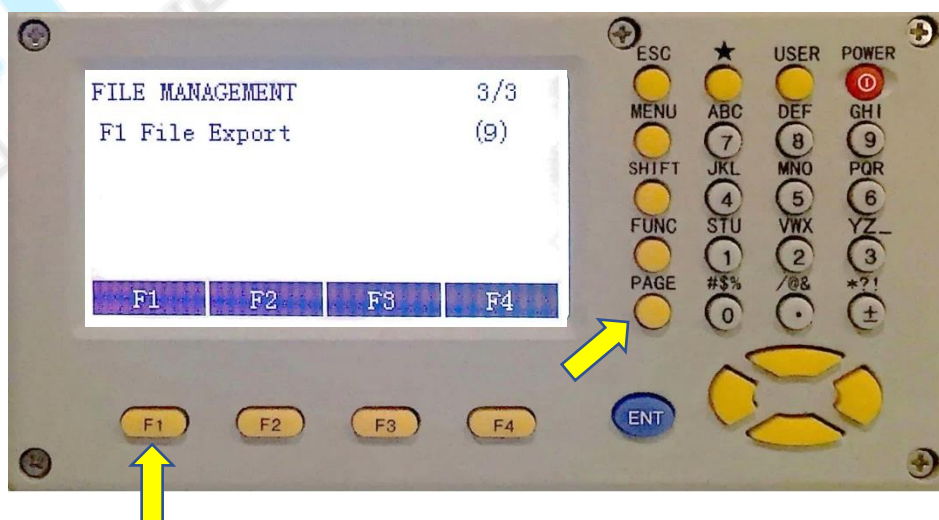 ESC ★ USER POWER
FILE MANAGEMENT 3/3
F1 File Export (9)
MENU ABC DEF GHI
7 8 9
SHIFT JKL MNO PQR
4 5 6
FUNC STU VWX YZ_
1 2 3
PAGE #$% /@& *?!
0 • ±
F1 F2 F3 F4
F1 F2 F3 F4 ENT